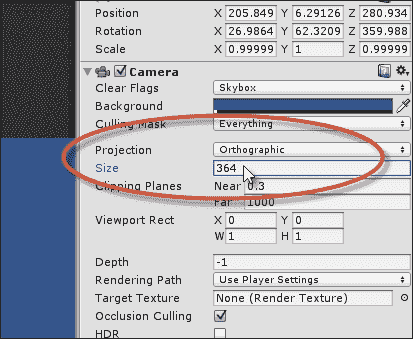 Position X 205.849 Y 6.29126 Z 280.934
Rotation X 26.9864 Y 62.3209 Z 359.988
Scale X 0.99999 Y 1 Z 0.99999
Camera
Clear Flags Skybox
Background
Culling Mask Everything
Projection Orthographic
Size 364
Clipping Planes Near 0.3
Far 1000
Viewport Rect X 0 Y 0
W 1 H 1
Depth -1
Rendering Path Use Player Settings
Target Texture None (Render Texture)
Occlusion Culling
HDR